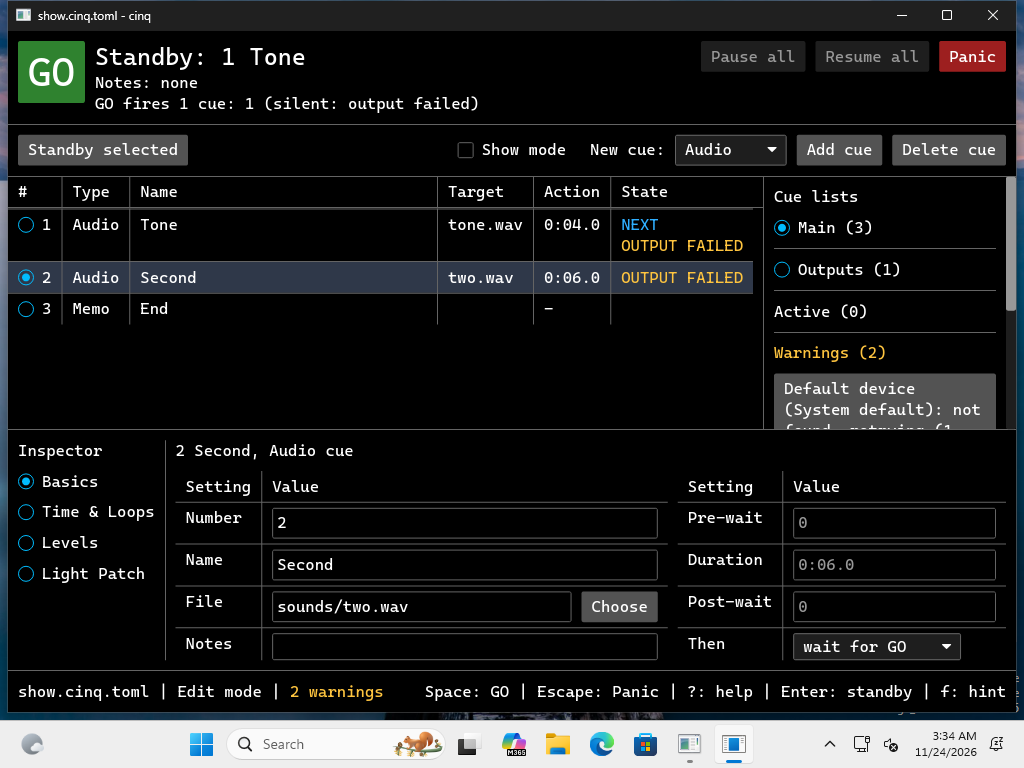 show.cinq.toml - cinq
GO
Standby: 1 Tone
Notes: none
GO fires 1 cue: 1 (silent: output failed)
Pause all
Resume all
Panic
Standby selected
Show mode
New cue:
Audio
Add cue
Delete cue
# Type Name Target Action State
1 Audio Tone tone.wav 0:04.0 NEXT
OUTPUT FAILED
2 Audio Second two.wav 0:06.0 OUTPUT FAILED
3 Memo End –
Cue lists
Main (3)
Outputs (1)
Active (0)
Warnings (2)
Default device
(System default): not
found, retrying (1
Inspector
Basics
Time & Loops
Levels
Light Patch
2 Second, Audio cue
Setting Value
Number 2
Name Second
File sounds/two.wav Choose
Notes
Setting Value
Pre-wait 0
Duration 0:06.0
Post-wait 0
Then wait for GO
show.cinq.toml | Edit mode | 2 warnings
Space: GO | Escape: Panic | ?: help | Enter: standby | f: hint
Search
M365
3:34 AM
11/24/2026